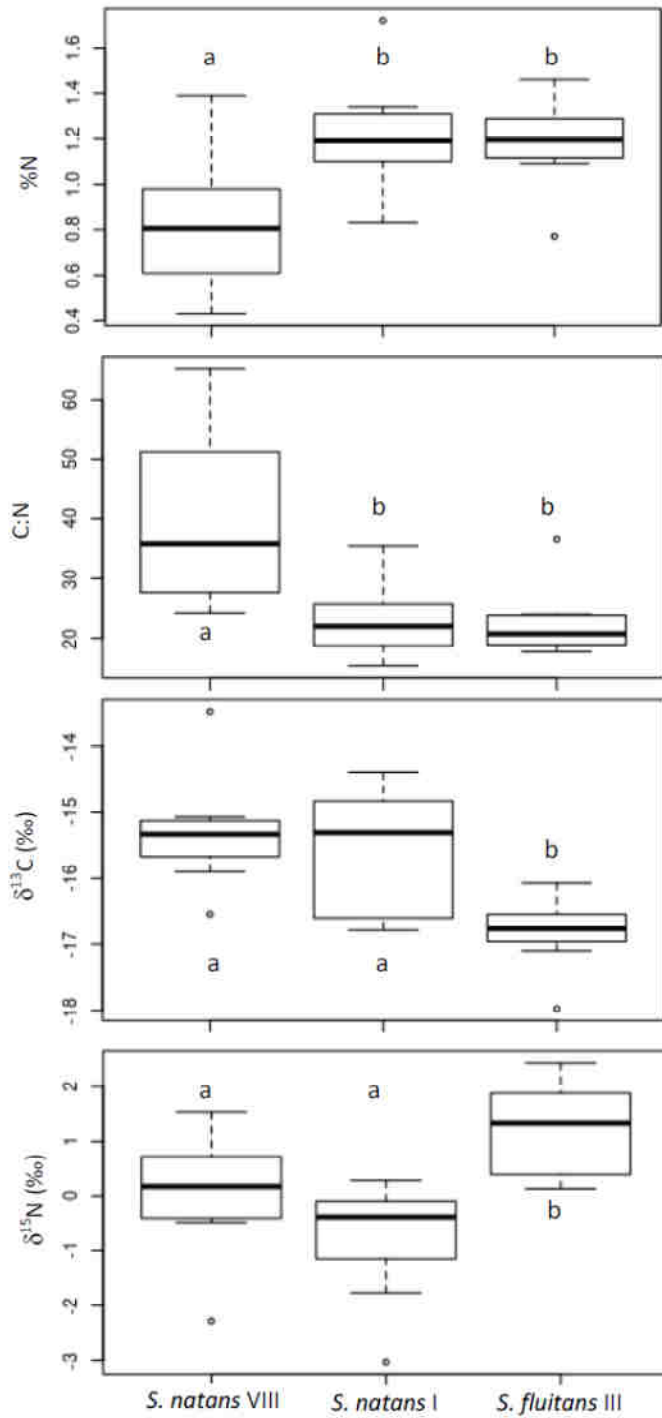 %N
1.6
1.4
1.2
1.0
0.8
0.6
0.4
a b b
C:N
60
50
40
30
20
a b b
δ¹³C (‰)
-14
-15
-16
-17
-18
a a b
δ¹⁵N (‰)
2
1
0
-1
-2
-3
a a b
S. natans VIII S. natans I S. fluitans III